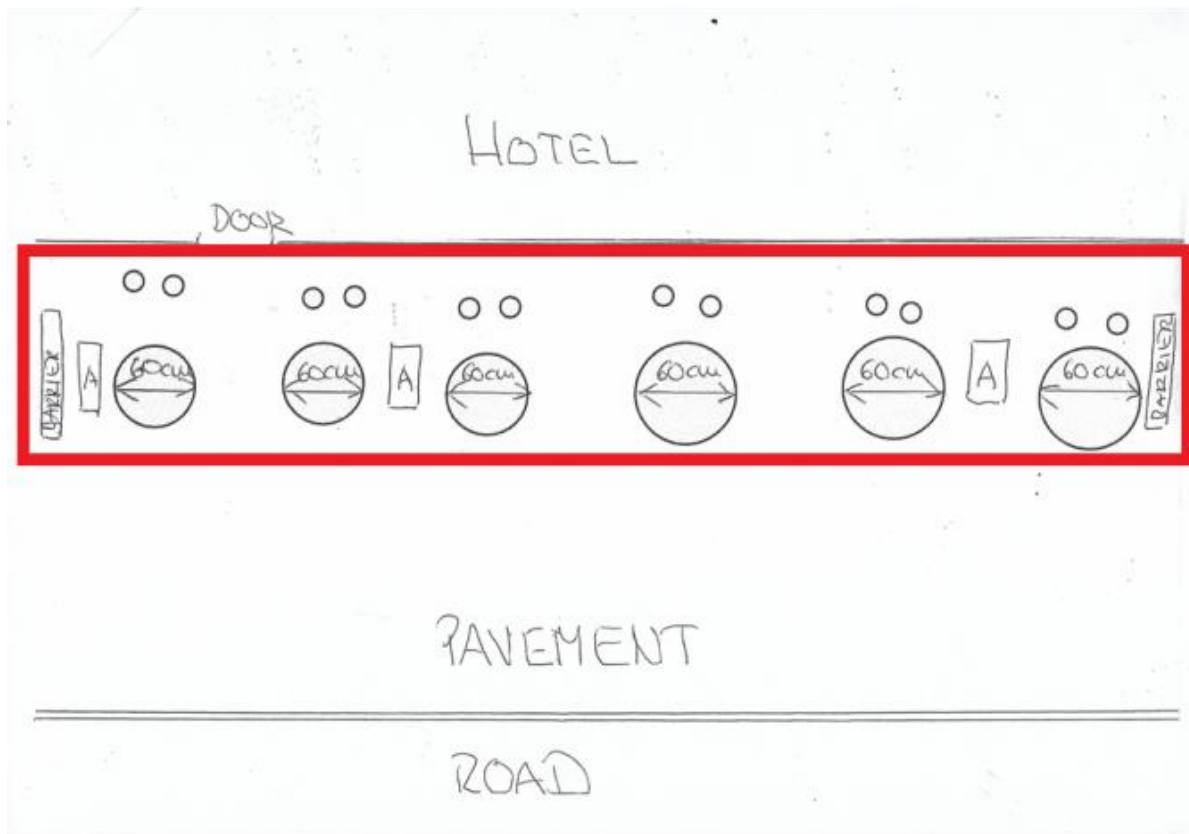 HOTEL
DOOR
BARRIER
A
60cm
60cm
A
60cm
60cm
60cm
A
60cm
BARRIER
PAVEMENT
ROAD